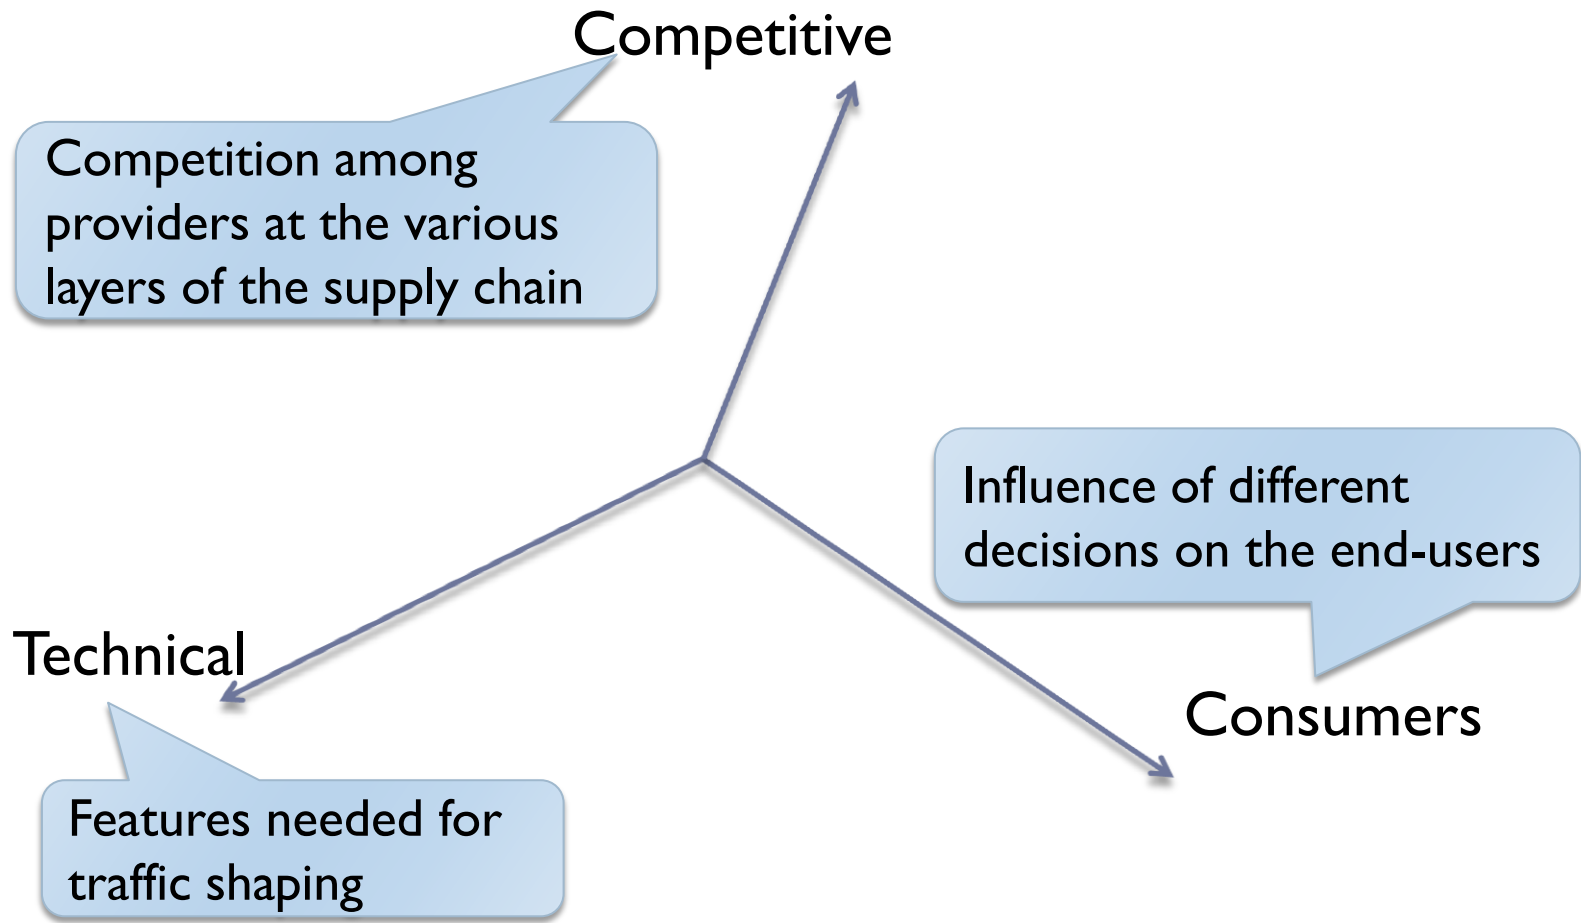 Competitive
Competition among
providers at the various
layers of the supply chain
Influence of different
decisions on the end-users
Technical
Consumers
Features needed for
traffic shaping